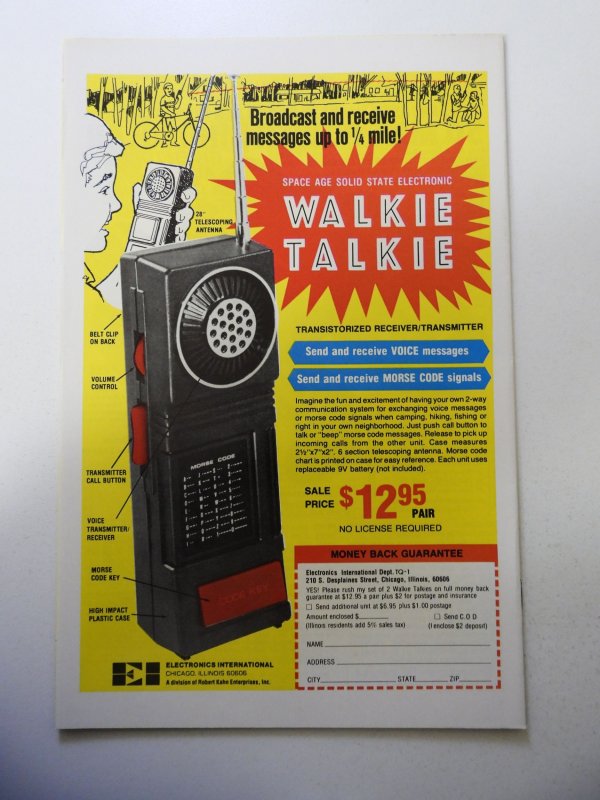 Broadcast and receive
messages up to 1/4 mile!
SPACE AGE SOLID STATE ELECTRONIC
WALKIE
TALKIE
28"
TELESCOPING
ANTENNA
BELT CLIP
ON BACK
VOLUME
CONTROL
TRANSMITTER
CALL BUTTON
VOICE
TRANSMITTER/
RECEIVER
MORSE
CODE KEY
HIGH IMPACT
PLASTIC CASE
MORSE CODE
CODE KEY
TRANSISTORIZED RECEIVER/TRANSMITTER
Send and receive VOICE messages
Send and receive MORSE CODE signals
Imagine the fun and excitement of having your own 2-way
communication system for exchanging voice messages
or morse code signals when camping, hiking, fishing or
right in your own neighborhood. Just push call button to
talk or "beep" morse code messages. Release to pick up
incoming calls from the other unit. Case measures
2½"x7"x2". 6 section telescoping antenna. Morse code
chart is printed on case for easy reference. Each unit uses
replaceable 9V battery (not included).
SALE
PRICE $12.95
PAIR
NO LICENSE REQUIRED
MONEY BACK GUARANTEE
Electronics International Dept. TQ-1
210 S. Desplaines Street, Chicago, Illinois, 60606
YES! Please rush my set of 2 Walkie Talkies on full money back
guarantee at $12.95 a pair plus $2 for postage and insurance
☐ Send additional unit at $6.95 plus $1.00 postage
Amount enclosed $______ ☐ Send C.O.D
(Illinois residents add 5% sales tax) (I enclose $2 deposit)
NAME
ADDRESS
CITY STATE ZIP
EI ELECTRONICS INTERNATIONAL
CHICAGO, ILLINOIS 60606
A division of Robert Kahn Enterprises, Inc.